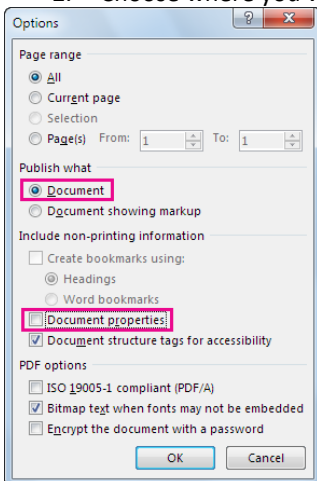 Choose where you
Options
Page range
All
Current page
Selection
Page(s) From: 1 To: 1
Publish what
Document
Document showing markup
Include non-printing information
Create bookmarks using:
Headings
Word bookmarks
Document properties
Document structure tags for accessibility
PDF options
ISO 19005-1 compliant (PDF/A)
Bitmap text when fonts may not be embedded
Encrypt the document with a password
OK Cancel